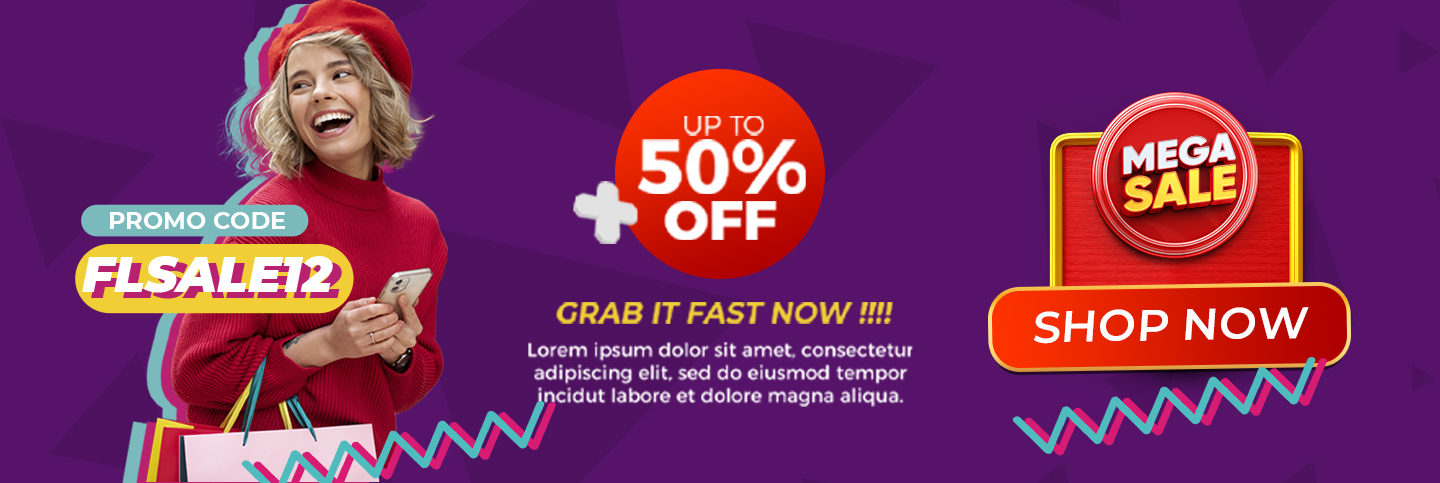 PROMO CODE
FLSALE12
UP TO
50%
OFF
GRAB IT FAST NOW !!!!
Lorem ipsum dolor sit amet, consectetur
adipiscing elit, sed do eiusmod tempor
incidut labore et dolore magna aliqua.
MEGA
SALE
SHOP NOW